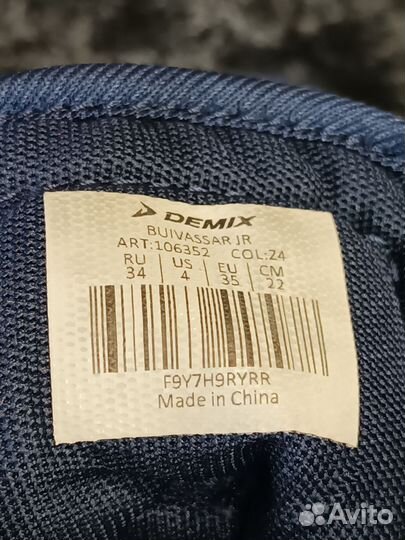 DEMIX
BUIVASSAR JR
ART:106352 COL:Z4
RU US EU CM
34 4 35 22
F9Y7H9RYRR
Made in China
Avito